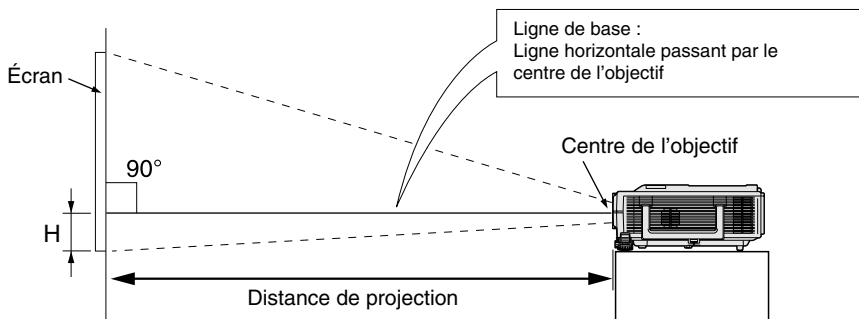 Ligne de base :
Ligne horizontale passant par le
centre de l’objectif
Écran
Centre de l’objectif
90°
H
Distance de projection